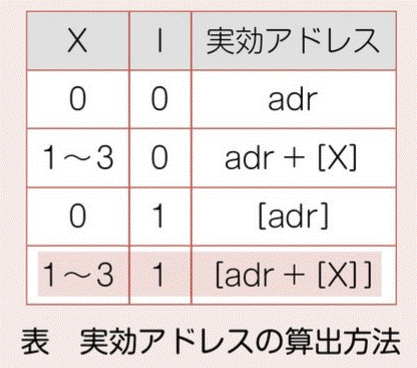 X I 実効アドレス
0 0 adr
1～3 0 adr + [X]
0 1 [adr]
1～3 1 [adr + [X]]
表　実効アドレスの算出方法